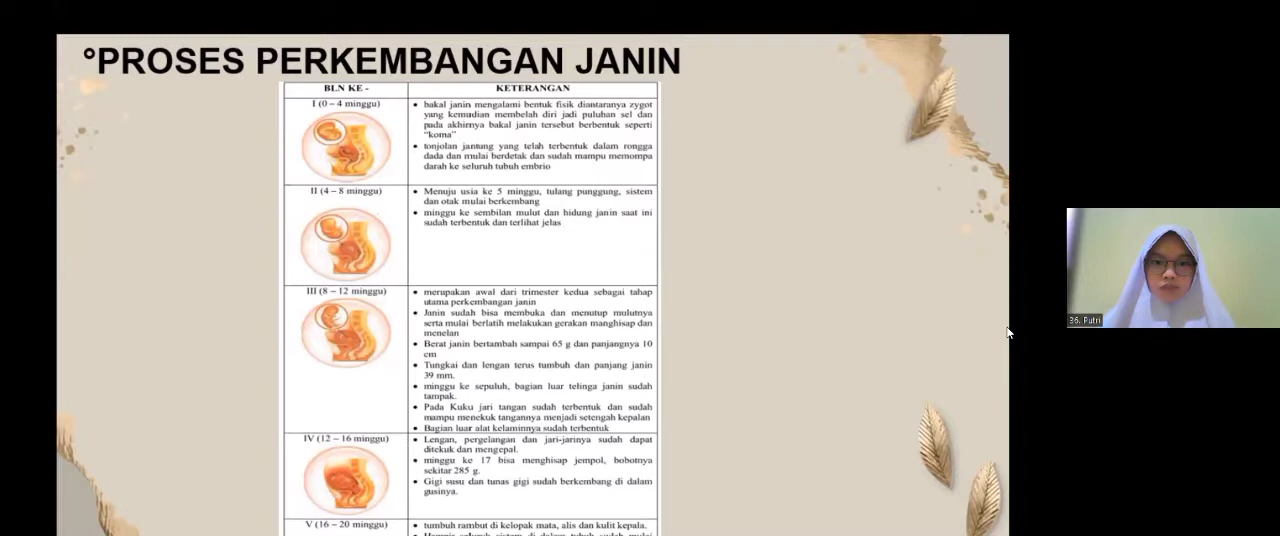 °PROSES PERKEMBANGAN JANIN
BLN KE -
KETERANGAN
I (0 – 4 minggu)
• bakal janin mengalami bentuk fisik diantaranya zygot
yang kemudian membelah diri jadi puluhan sel dan
pada akhirnya bakal janin tersebut berbentuk seperti
“koma”
• tonjolan jantung yang telah terbentuk dalam rongga
dada dan mulai berdetak dan sudah mampu memompa
darah ke seluruh tubuh embrio
II (4 – 8 minggu)
• Menuju usia ke 5 minggu, tulang punggung, sistem
dan otak mulai berkembang
• minggu ke sembilan mulut dan hidung janin saat ini
sudah terbentuk dan terlihat jelas
III (8 – 12 minggu)
• merupakan awal dari trimester kedua sebagai tahap
utama perkembangan janin
• Janin sudah bisa membuka dan menutup mulutnya
serta mulai berlatih melakukan gerakan manghisap dan
menelan
• Berat janin bertambah sampai 65 g dan panjangnya 10
cm
• Tungkai dan lengan terus tumbuh dan panjang janin
39 mm.
• minggu ke sepuluh, bagian luar telinga janin sudah
tampak.
• Pada Kuku jari tangan sudah terbentuk dan sudah
mampu menekuk tangannya menjadi setengah kepalan
• Bagian luar alat kelaminnya sudah terbentuk
IV (12 – 16 minggu)
• Lengan, pergelangan dan jari-jarinya sudah dapat
ditekuk dan mengepal.
• minggu ke 17 bisa menghisap jempol, bobotnya
sekitar 285 g.
• Gigi susu dan tunas gigi sudah berkembang di dalam
gusinya.
V (16 – 20 minggu)
• tumbuh rambut di kelopak mata, alis dan kulit kepala.
36. Putri